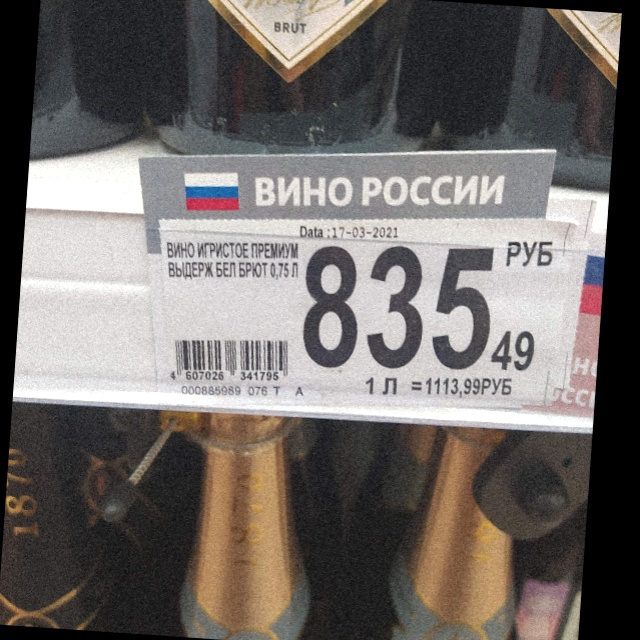 BRUT
ВИНО РОССИИ
Data :17-03-2021
ВИНО ИГРИСТОЕ ПРЕМИУМ
ВЫДЕРЖ БЕЛ БРЮТ 0,75 Л
835 49 РУБ
4 607026 341795
000885989 076 T A
1 Л =1113,99РУБ
1870